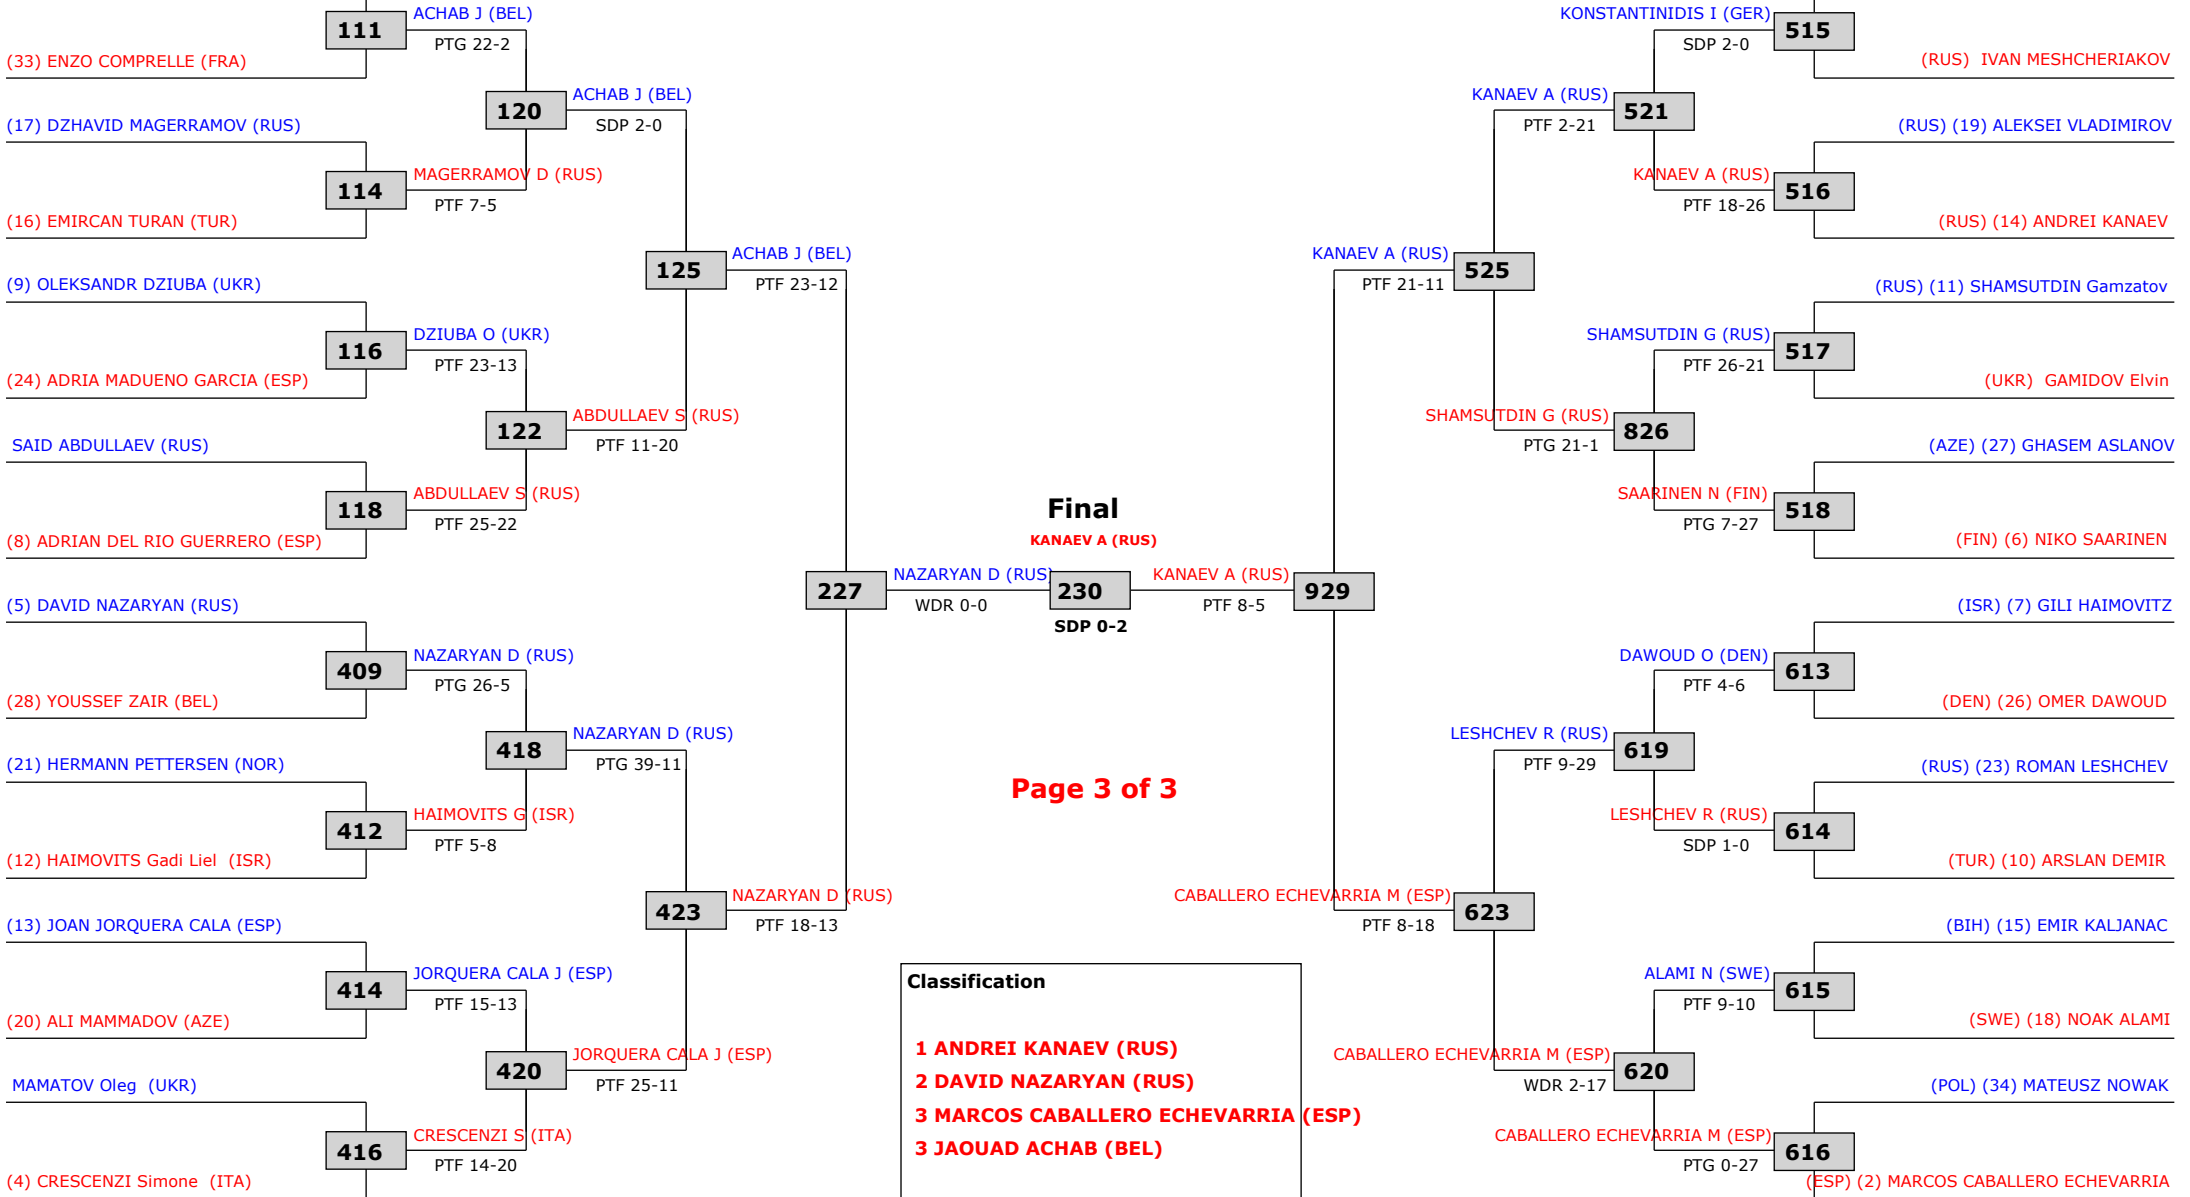 ACHAB J (BEL)
111
PTG 22-2
(33) ENZO COMPRELLE (FRA)
ACHAB J (BEL)
120
SDP 2-0
(17) DZHAVID MAGERRAMOV (RUS)
MAGERRAMOV D (RUS)
114
PTF 7-5
(16) EMIRCAN TURAN (TUR)
ACHAB J (BEL)
125
PTF 23-12
(9) OLEKSANDR DZIUBA (UKR)
DZIUBA O (UKR)
116
PTF 23-13
(24) ADRIA MADUENO GARCIA (ESP)
ABDULLAEV S (RUS)
122
PTF 11-20
SAID ABDULLAEV (RUS)
ABDULLAEV S (RUS)
118
PTF 25-22
(8) ADRIAN DEL RIO GUERRERO (ESP)
227
NAZARYAN D (RUS)
WDR 0-0
(5) DAVID NAZARYAN (RUS)
NAZARYAN D (RUS)
409
PTG 26-5
(28) YOUSSEF ZAIR (BEL)
NAZARYAN D (RUS)
418
PTG 39-11
(21) HERMANN PETTERSEN (NOR)
HAIMOVITS G (ISR)
412
PTF 5-8
(12) HAIMOVITS Gadi Liel (ISR)
NAZARYAN D (RUS)
423
PTF 18-13
(13) JOAN JORQUERA CALA (ESP)
JORQUERA CALA J (ESP)
414
PTF 15-13
(20) ALI MAMMADOV (AZE)
JORQUERA CALA J (ESP)
420
PTF 25-11
MAMATOV Oleg (UKR)
CRESCENZI S (ITA)
416
PTF 14-20
(4) CRESCENZI Simone (ITA)
Final
KANAEV A (RUS)
230
SDP 0-2
Page 3 of 3
Classification
1 ANDREI KANAEV (RUS)
2 DAVID NAZARYAN (RUS)
3 MARCOS CABALLERO ECHEVARRIA (ESP)
3 JAOUAD ACHAB (BEL)
KONSTANTINIDIS I (GER)
515
SDP 2-0
(RUS) IVAN MESHCHERIAKOV
KANAEV A (RUS)
521
PTF 2-21
(RUS) (19) ALEKSEI VLADIMIROV
KANAEV A (RUS)
516
PTF 18-26
(RUS) (14) ANDREI KANAEV
KANAEV A (RUS)
525
PTF 21-11
(RUS) (11) SHAMSUTDIN Gamzatov
SHAMSUTDIN G (RUS)
517
PTF 26-21
(UKR) GAMIDOV Elvin
SHAMSUTDIN G (RUS)
826
PTG 21-1
(AZE) (27) GHASEM ASLANOV
SAARINEN N (FIN)
518
PTG 7-27
(FIN) (6) NIKO SAARINEN
KANAEV A (RUS)
929
PTF 8-5
(ISR) (7) GILI HAIMOVITZ
DAWOUD O (DEN)
613
PTF 4-6
(DEN) (26) OMER DAWOUD
LESHCHEV R (RUS)
619
PTF 9-29
(RUS) (23) ROMAN LESHCHEV
LESHCHEV R (RUS)
614
SDP 1-0
(TUR) (10) ARSLAN DEMIR
CABALLERO ECHEVARRIA M (ESP)
623
PTF 8-18
(BIH) (15) EMIR KALJANAC
ALAMI N (SWE)
615
PTF 9-10
(SWE) (18) NOAK ALAMI
CABALLERO ECHEVARRIA M (ESP)
620
WDR 2-17
(POL) (34) MATEUSZ NOWAK
CABALLERO ECHEVARRIA M (ESP)
616
PTG 0-27
(ESP) (2) MARCOS CABALLERO ECHEVARRIA